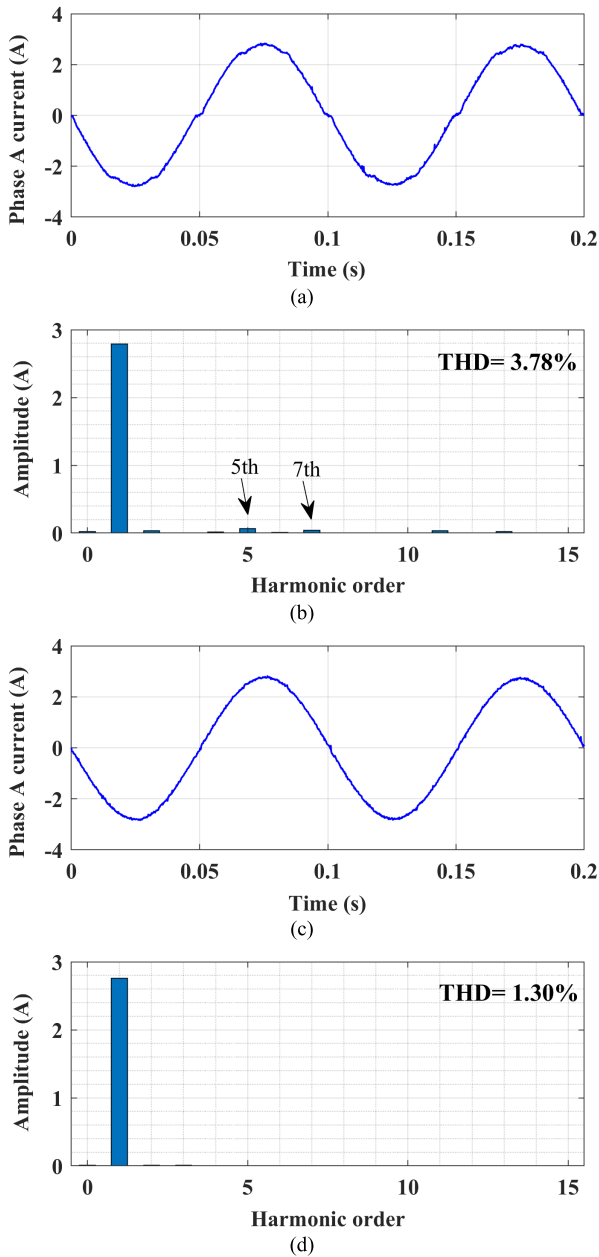 4
2
0
-2
-4
Phase A current (A)
0 0.05 0.1 0.15 0.2
Time (s)
(a)
3
2
1
0
Amplitude (A)
THD= 3.78%
5th 7th
0 5 10 15
Harmonic order
(b)
4
2
0
-2
-4
Phase A current (A)
0 0.05 0.1 0.15 0.2
Time (s)
(c)
3
2
1
0
Amplitude (A)
THD= 1.30%
0 5 10 15
Harmonic order
(d)